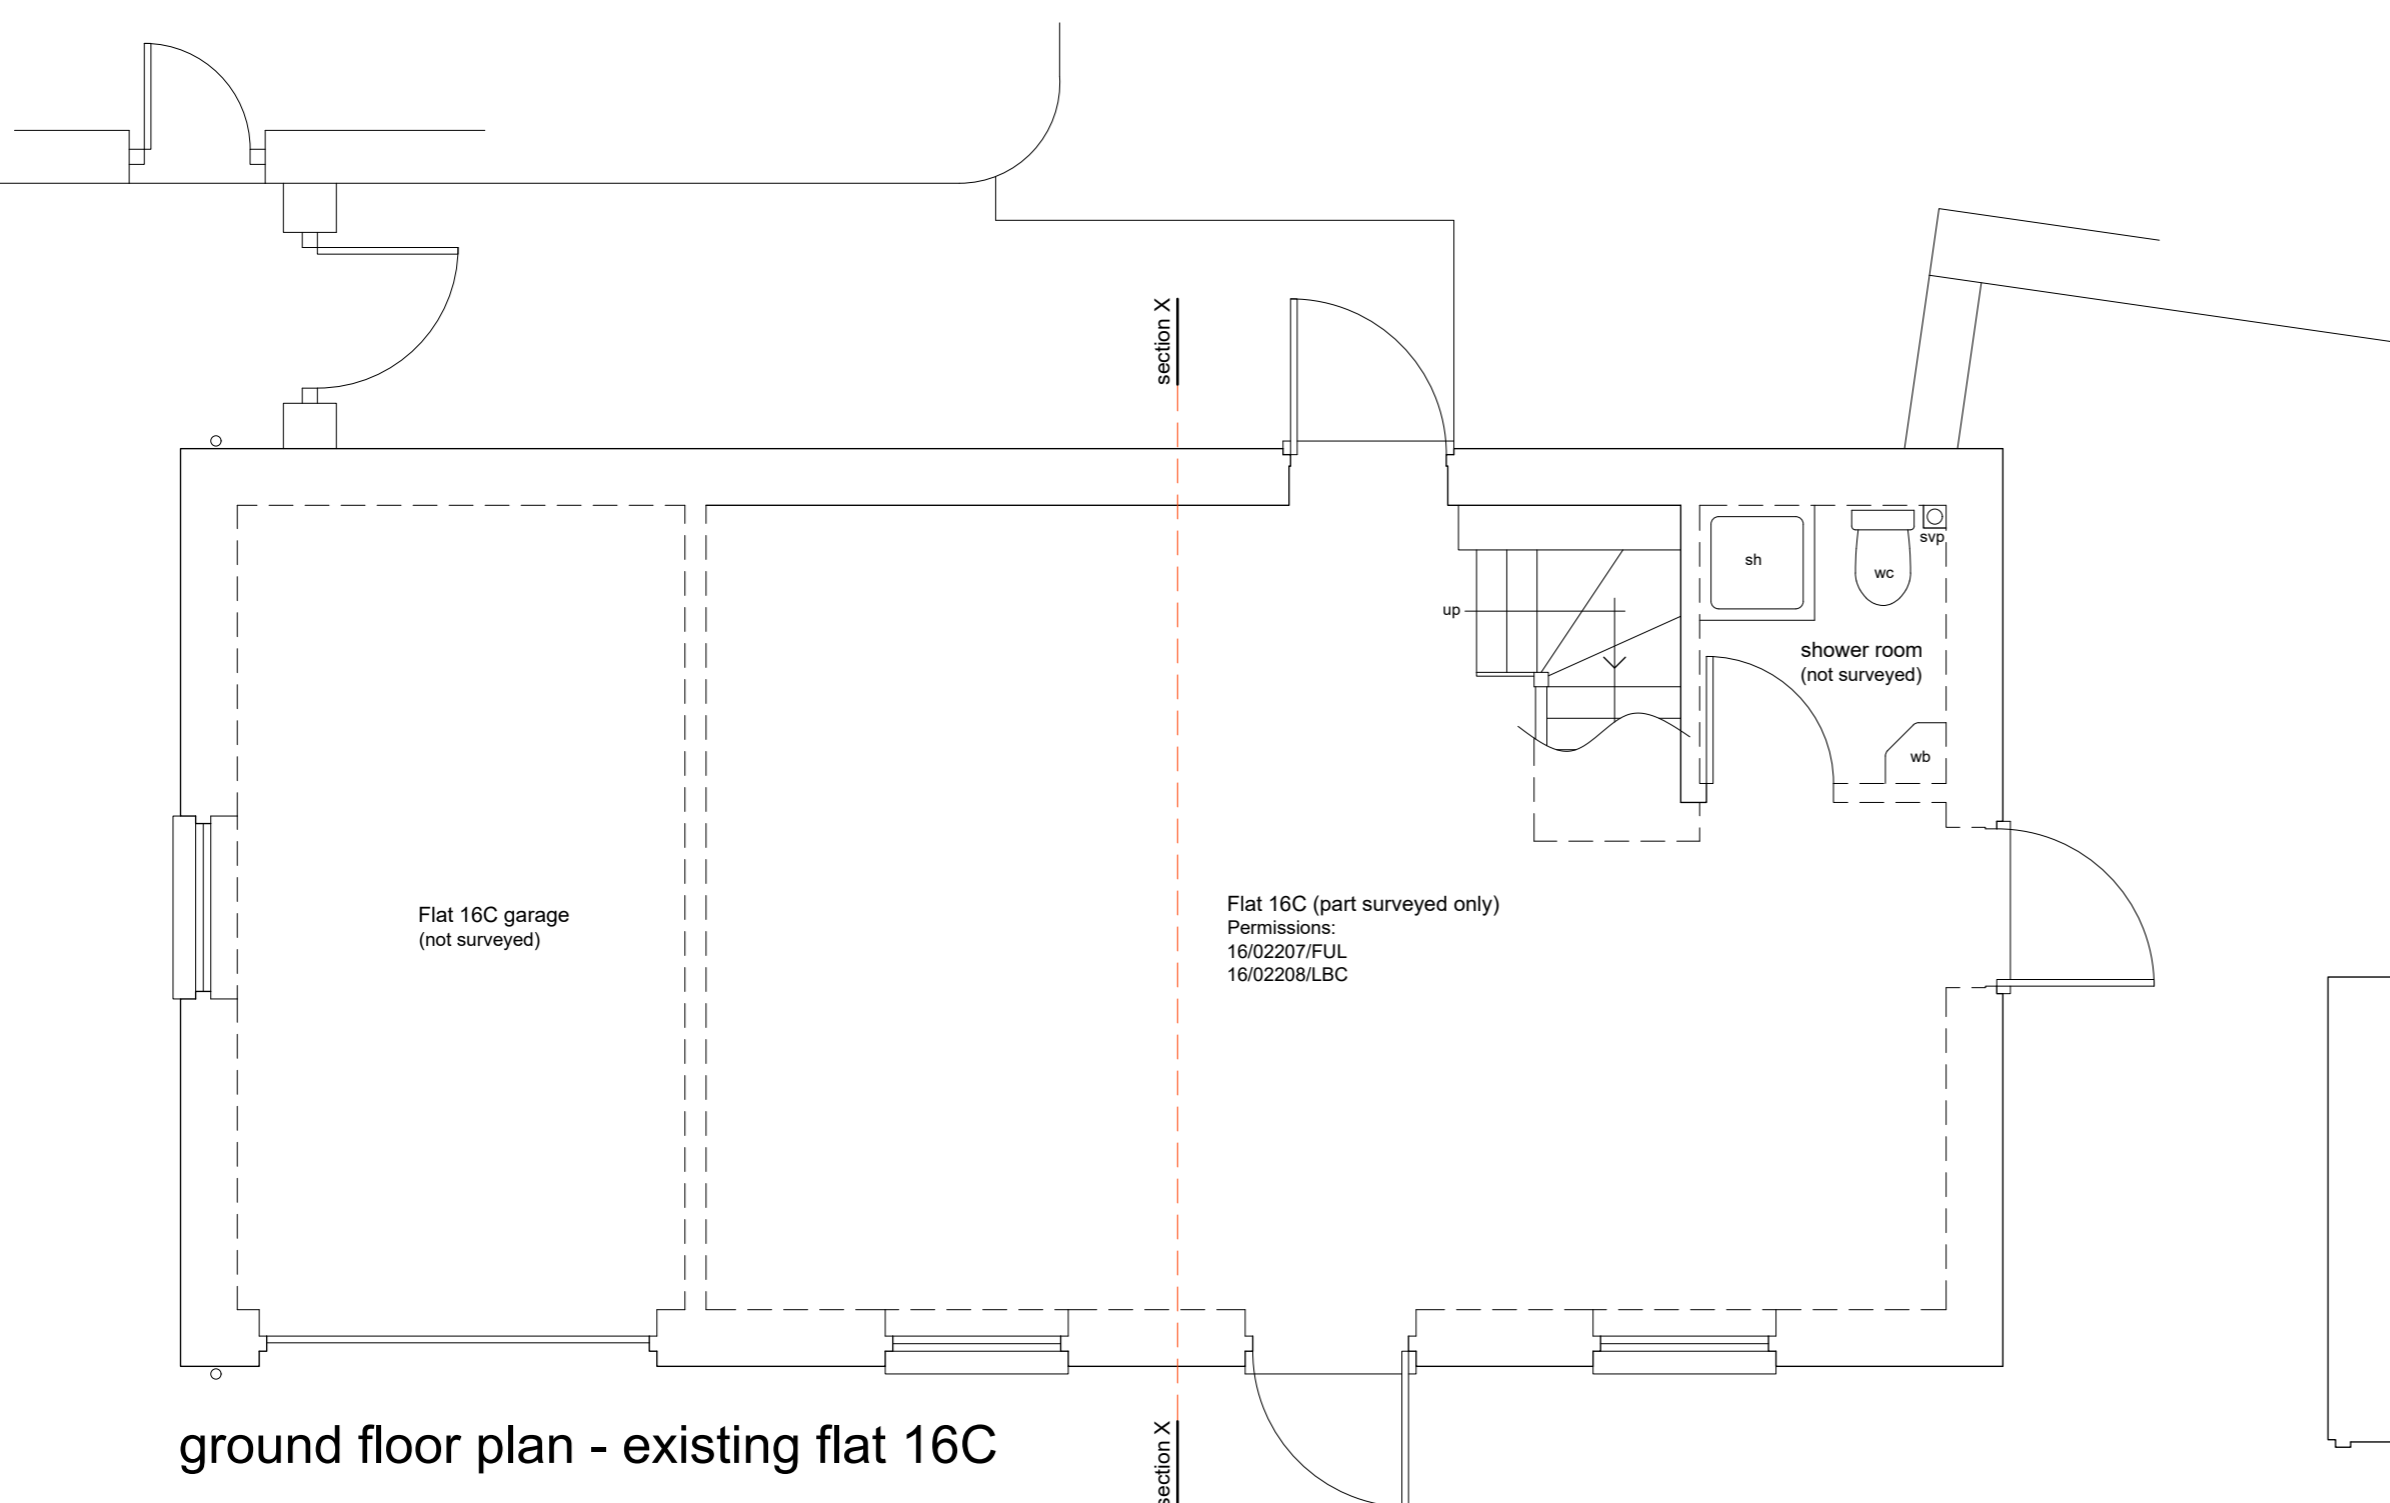 section X
sh
svp
wc
up
shower room
(not surveyed)
wb
Flat 16C garage
(not surveyed)
Flat 16C (part surveyed only)
Permissions:
16/02207/FUL
16/02208/LBC
ground floor plan - existing flat 16C
section X